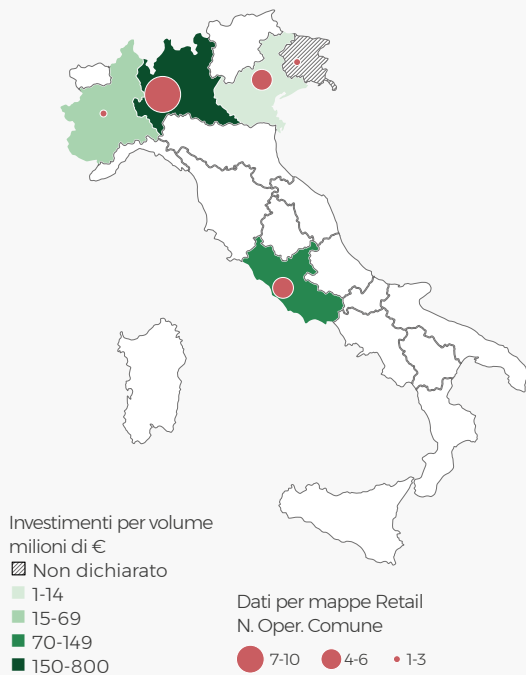 Investimenti per volume
milioni di €
Non dichiarato
1-14
15-69
70-149
150-800
Dati per mappe Retail
N. Oper. Comune
7-10 4-6 1-3